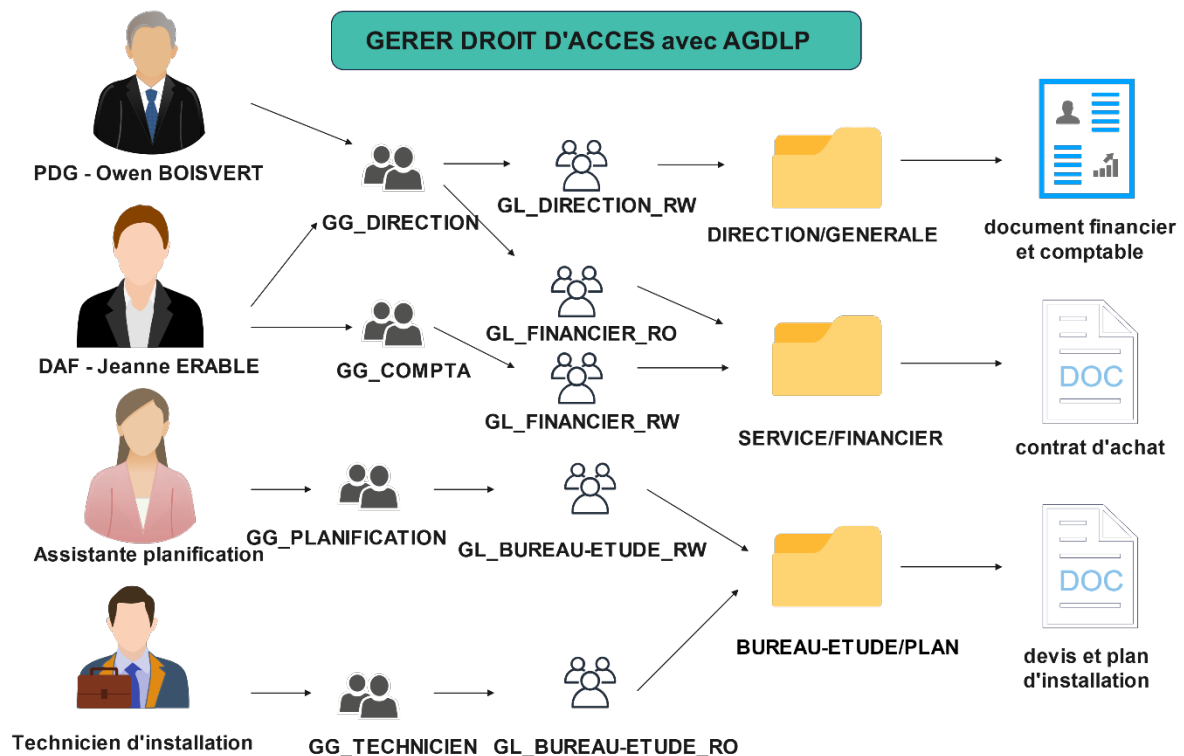 GERER DROIT D'ACCES avec AGDLP
PDG - Owen BOISVERT
GG_DIRECTION
GL_DIRECTION_RW
DIRECTION/GENERALE
document financier
et comptable
DAF - Jeanne ERABLE
GG_COMPTA
GL_FINANCIER_RO
GL_FINANCIER_RW
SERVICE/FINANCIER
DOC
contrat d'achat
Assistante planification
GG_PLANIFICATION
GL_BUREAU-ETUDE_RW
BUREAU-ETUDE/PLAN
DOC
devis et plan
d'installation
Technicien d'installation
GG_TECHNICIEN
GL_BUREAU-ETUDE_RO